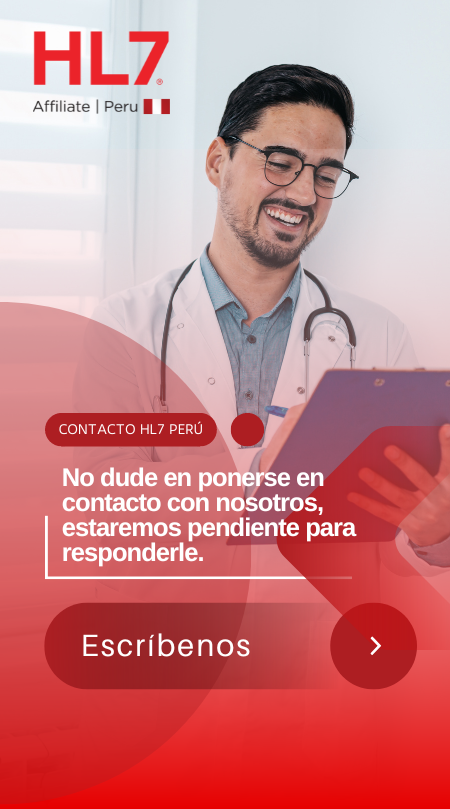 HL7®
Affiliate | Peru
CONTACTO HL7 PERÚ
No dude en ponerse en
contacto con nosotros,
estaremos pendiente para
responderle.
Escríbenos